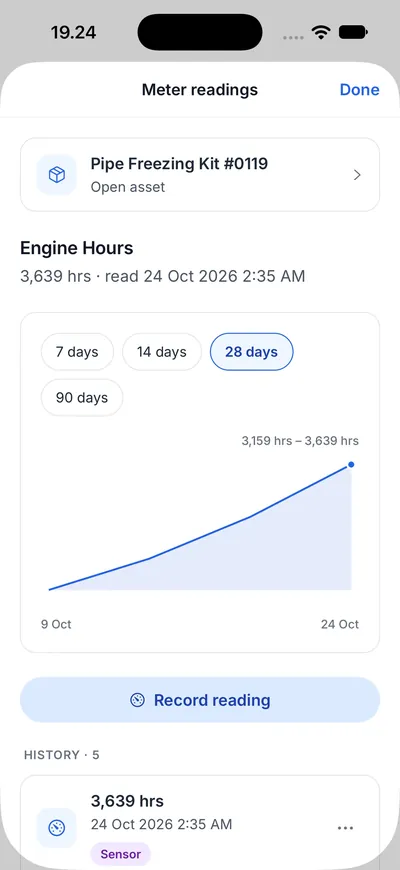 19.24
Meter readings
Done
Pipe Freezing Kit #0119
Open asset
Engine Hours
3,639 hrs · read 24 Oct 2026 2:35 AM
7 days
14 days
28 days
90 days
3,159 hrs – 3,639 hrs
9 Oct
24 Oct
Record reading
HISTORY · 5
3,639 hrs
24 Oct 2026 2:35 AM
Sensor